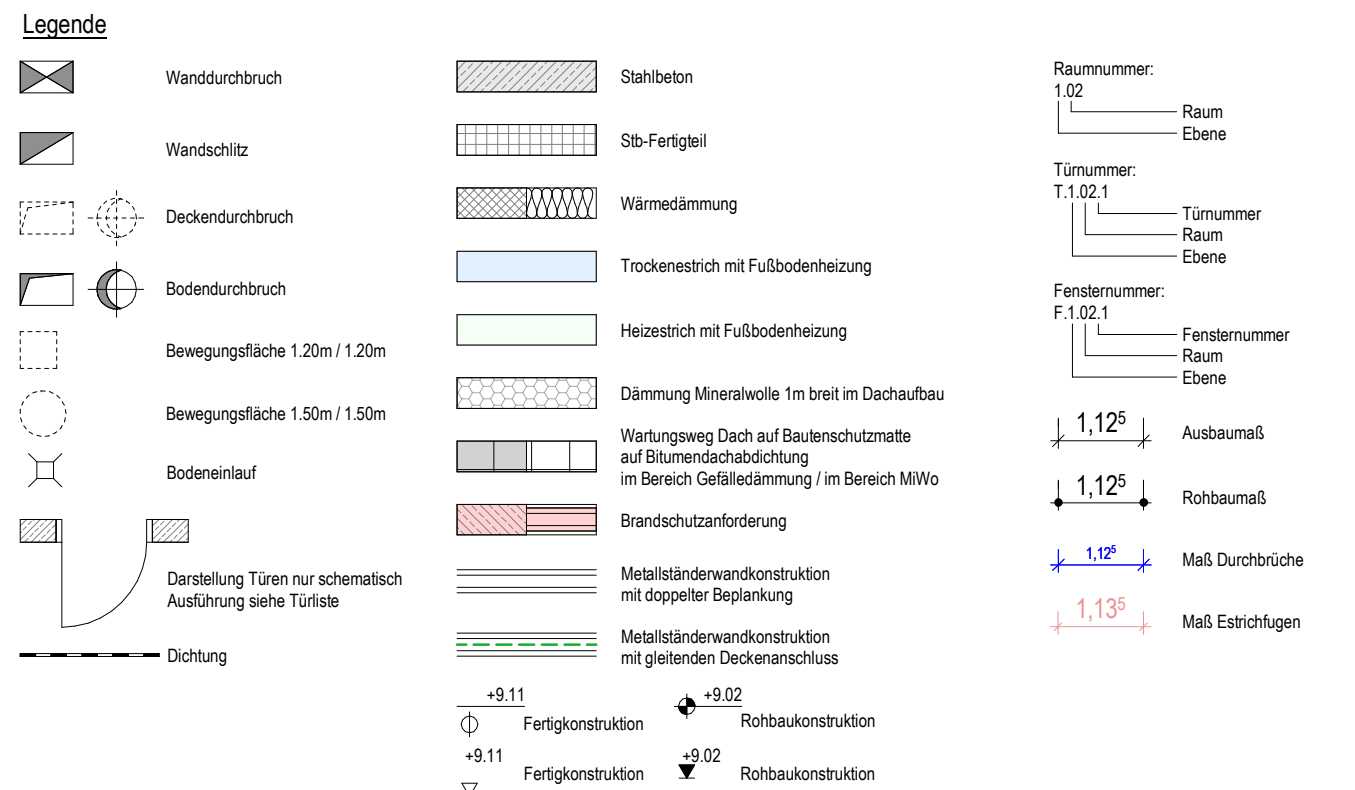 Legende
Wanddurchbruch
Wandschlitz
Deckendurchbruch
Bodendurchbruch
Bewegungsfläche 1.20m / 1.20m
Bewegungsfläche 1.50m / 1.50m
Bodeneinlauf
Darstellung Türen nur schematisch
Ausführung siehe Türliste
Dichtung
Stahlbeton
Stb-Fertigteil
Wärmedämmung
Trockenestrich mit Fußbodenheizung
Heizestrich mit Fußbodenheizung
Dämmung Mineralwolle 1m breit im Dachaufbau
Wartungsweg Dach auf Bautenschutzmatte
auf Bitumendachabdichtung
im Bereich Gefälledämmung / im Bereich MiWo
Brandschutzanforderung
Metallständerwandkonstruktion
mit doppelter Beplankung
Metallständerwandkonstruktion
mit gleitenden Deckenanschluss
+9.11
Fertigkonstruktion
+9.02
Rohbaukonstruktion
+9.11
Fertigkonstruktion
+9.02
Rohbaukonstruktion
Raumnummer:
1.02
Raum
Ebene
Türnummer:
T.1.02.1
Türnummer
Raum
Ebene
Fensternummer:
F.1.02.1
Fensternummer
Raum
Ebene
1,12⁵
Ausbaumaß
1,12⁵
Rohbaumaß
1,12⁵
Maß Durchbrüche
1,13⁵
Maß Estrichfugen